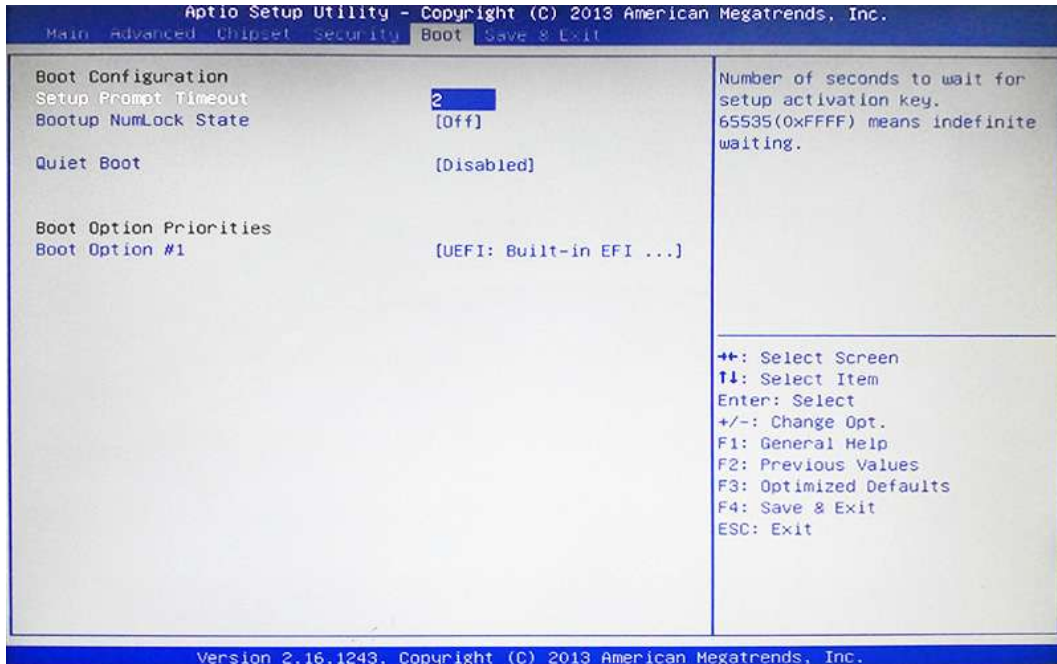 Aptio Setup Utility - Copyright (C) 2013 American Megatrends, Inc.
Main Advanced Chipset Security Boot Save & Exit
Boot Configuration
Setup Prompt Timeout 2
Bootup NumLock State [Off]
Quiet Boot [Disabled]
Boot Option Priorities
Boot Option #1 [UEFI: Built-in EFI ...]
Number of seconds to wait for
setup activation key.
65535(0xFFFF) means indefinite
waiting.
→←: Select Screen
↑↓: Select Item
Enter: Select
+/-: Change Opt.
F1: General Help
F2: Previous Values
F3: Optimized Defaults
F4: Save & Exit
ESC: Exit
Version 2.16.1243. Copyright (C) 2013 American Megatrends, Inc.